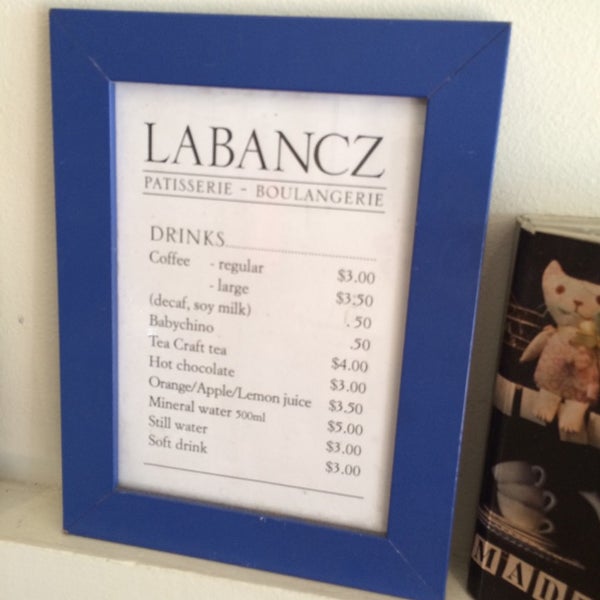 LABANCZ
PATISSERIE - BOULANGERIE
DRINKS
Coffee - regular $3.00
- large $3.50
(decaf, soy milk) .50
Babychino .50
Tea Craft tea $4.00
Hot chocolate $3.00
Orange/Apple/Lemon juice $3.50
Mineral water 500ml $5.00
Still water $3.00
Soft drink $3.00
MAD